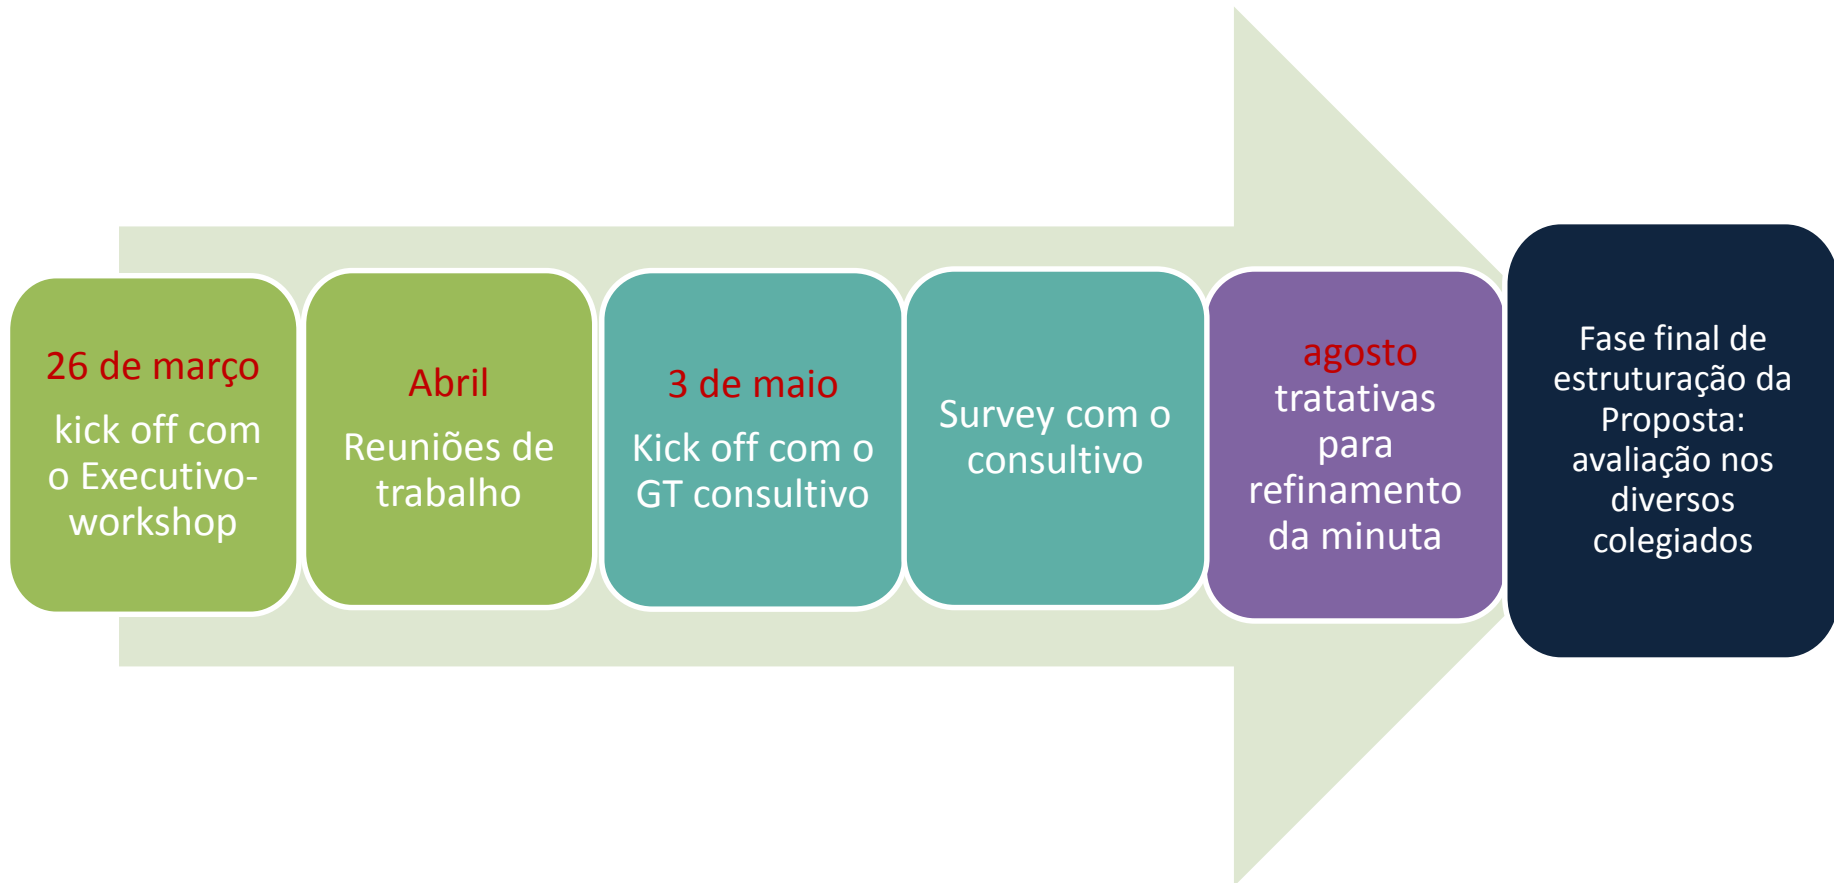 26 de março
kick off com
o Executivo-
workshop
Abril
Reuniões de
trabalho
3 de maio
Kick off com o
GT consultivo
Survey com o
consultivo
agosto
tratativas
para
refinamento
da minuta
Fase final de
estruturação da
Proposta:
avaliação nos
diversos
colegiados